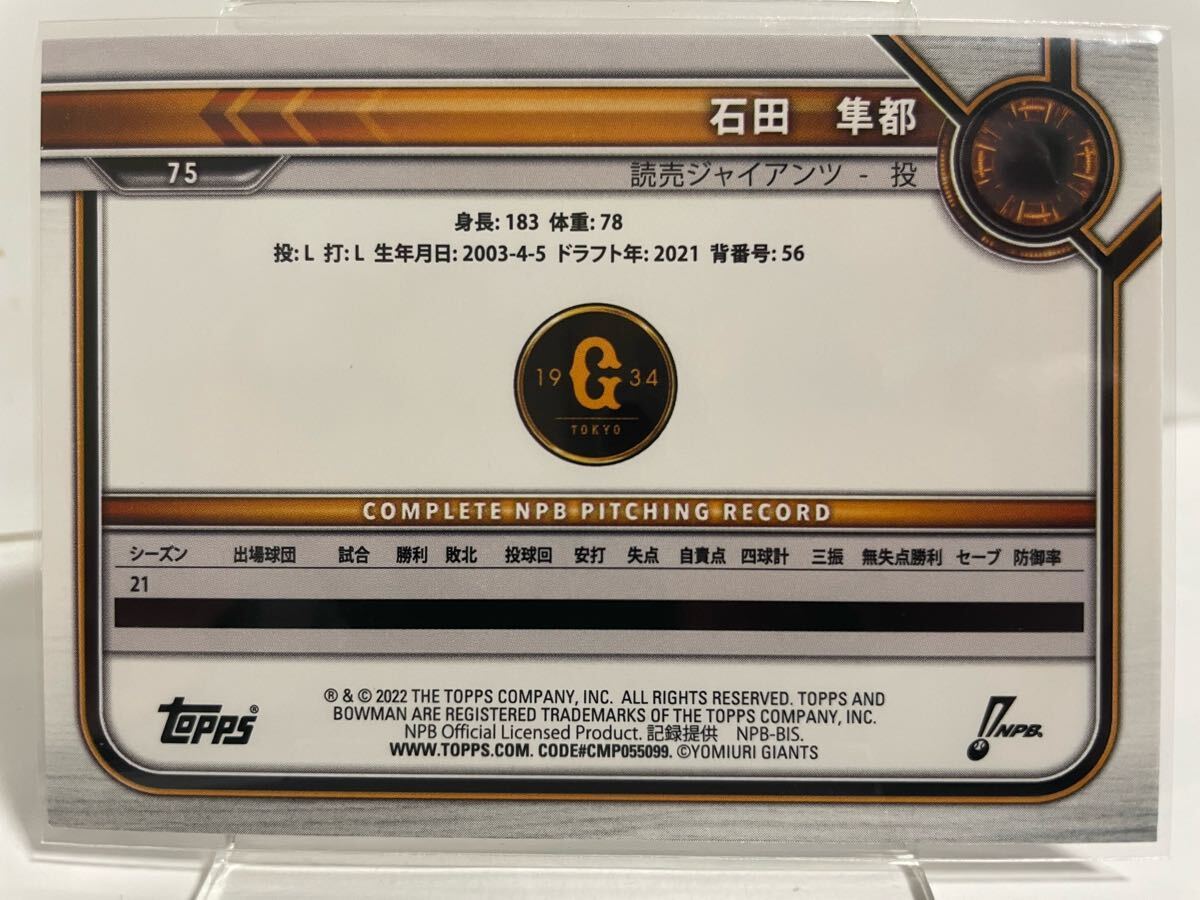 石田 隼都
75
読売ジャイアンツ - 投
身長: 183 体重: 78
投: L 打: L 生年月日: 2003-4-5 ドラフト年: 2021 背番号: 56
19 G 34
TOKYO
COMPLETE NPB PITCHING RECORD
シーズン 出場球団 試合 勝利 敗北 投球回 安打 失点 自責点 四球計 三振 無失点勝利 セーブ 防御率
21
® & © 2022 THE TOPPS COMPANY, INC. ALL RIGHTS RESERVED. TOPPS AND
BOWMAN ARE REGISTERED TRADEMARKS OF THE TOPPS COMPANY, INC.
NPB Official Licensed Product. 記録提供 NPB-BIS.
WWW.TOPPS.COM. CODE#CMP055099. ©YOMIURI GIANTS
Topps®
NPB.